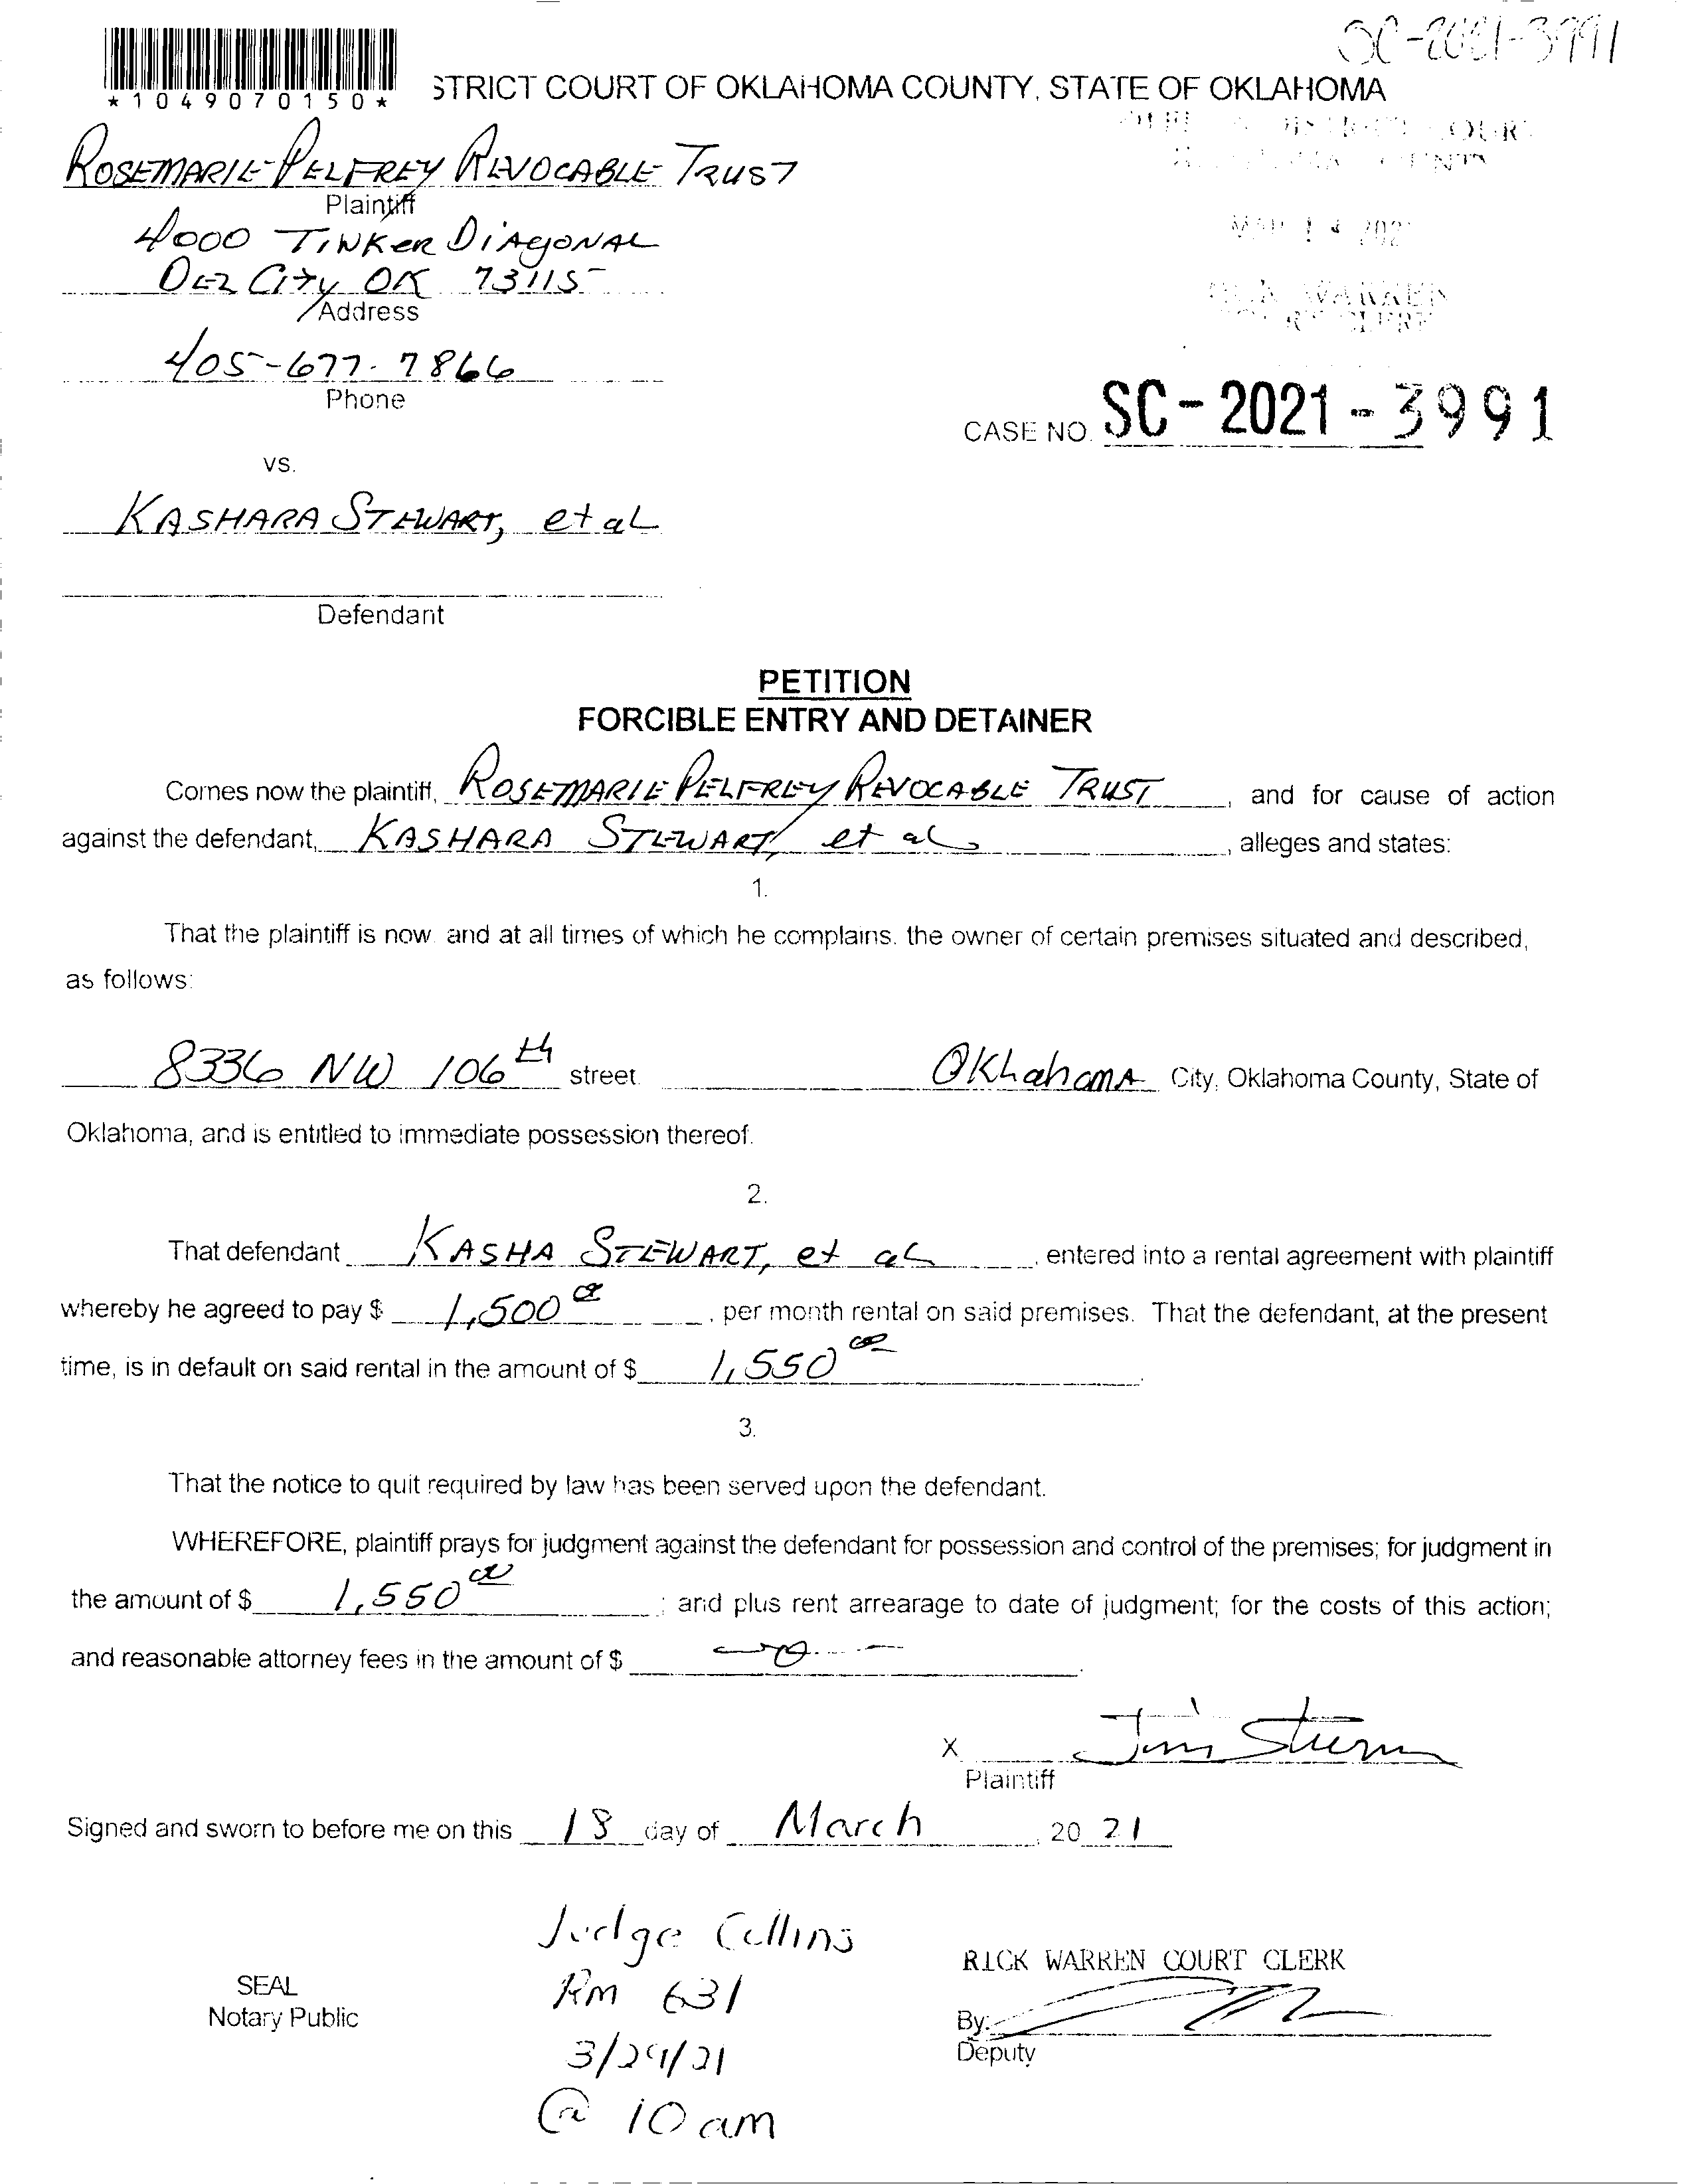 SC-2021-3991
*1049070150*
STRICT COURT OF OKLAHOMA COUNTY, STATE OF OKLAHOMA
ROSEMARIE PELFREY REVOCABLE TRUST
Plaintiff
4000 TINKER DIAGONAL
DEL CITY OK 73115
Address
405-677-7866
Phone
RICK WARREN
COURT CLERK
CASE NO. SC-2021-3991
vs.
KASHARA STEWART, et al
Defendant
PETITION
FORCIBLE ENTRY AND DETAINER
Comes now the plaintiff, ROSEMARIE PELFREY REVOCABLE TRUST, and for cause of action
against the defendant, KASHARA STEWART, et al, alleges and states:
1.
That the plaintiff is now and at all times of which he complains, the owner of certain premises situated and described,
as follows:
8336 NW 106th street OKlahomA City, Oklahoma County, State of
Oklahoma, and is entitled to immediate possession thereof.
2.
That defendant KASHA STEWART, et al, entered into a rental agreement with plaintiff
whereby he agreed to pay $ 1,500 00, per month rental on said premises. That the defendant, at the present
time, is in default on said rental in the amount of $ 1,550 00.
3.
That the notice to quit required by law has been served upon the defendant.
WHEREFORE, plaintiff prays for judgment against the defendant for possession and control of the premises; for judgment in
the amount of $ 1,550 00; and plus rent arrearage to date of judgment; for the costs of this action;
and reasonable attorney fees in the amount of $ -0-.
X Jim Sturm
Plaintiff
Signed and sworn to before me on this 18 day of March, 20 21
Judge Collins
Rm 631
3/29/21
@ 10 am
SEAL
Notary Public
RICK WARREN COURT CLERK
By:
Deputy